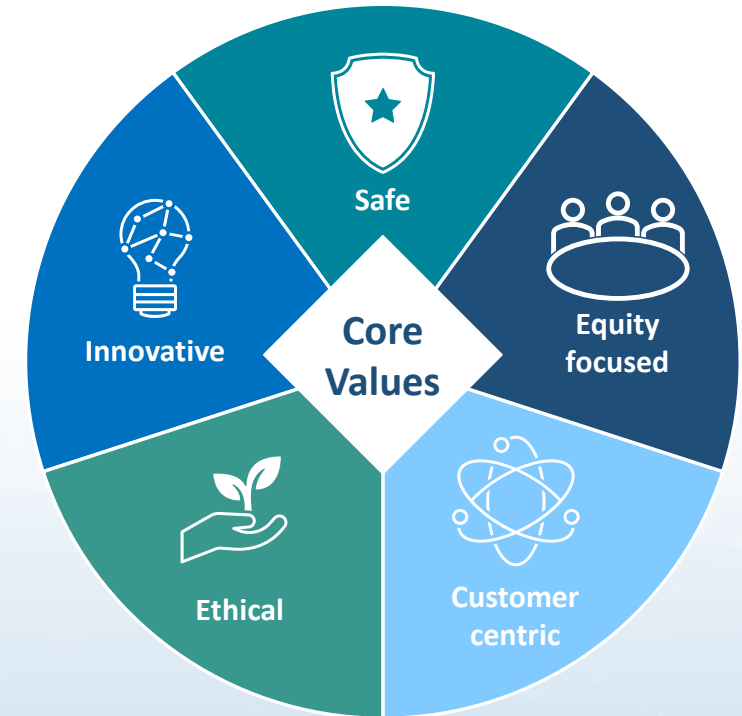 Safe
Equity
focused
Customer
centric
Ethical
Innovative
Core
Values